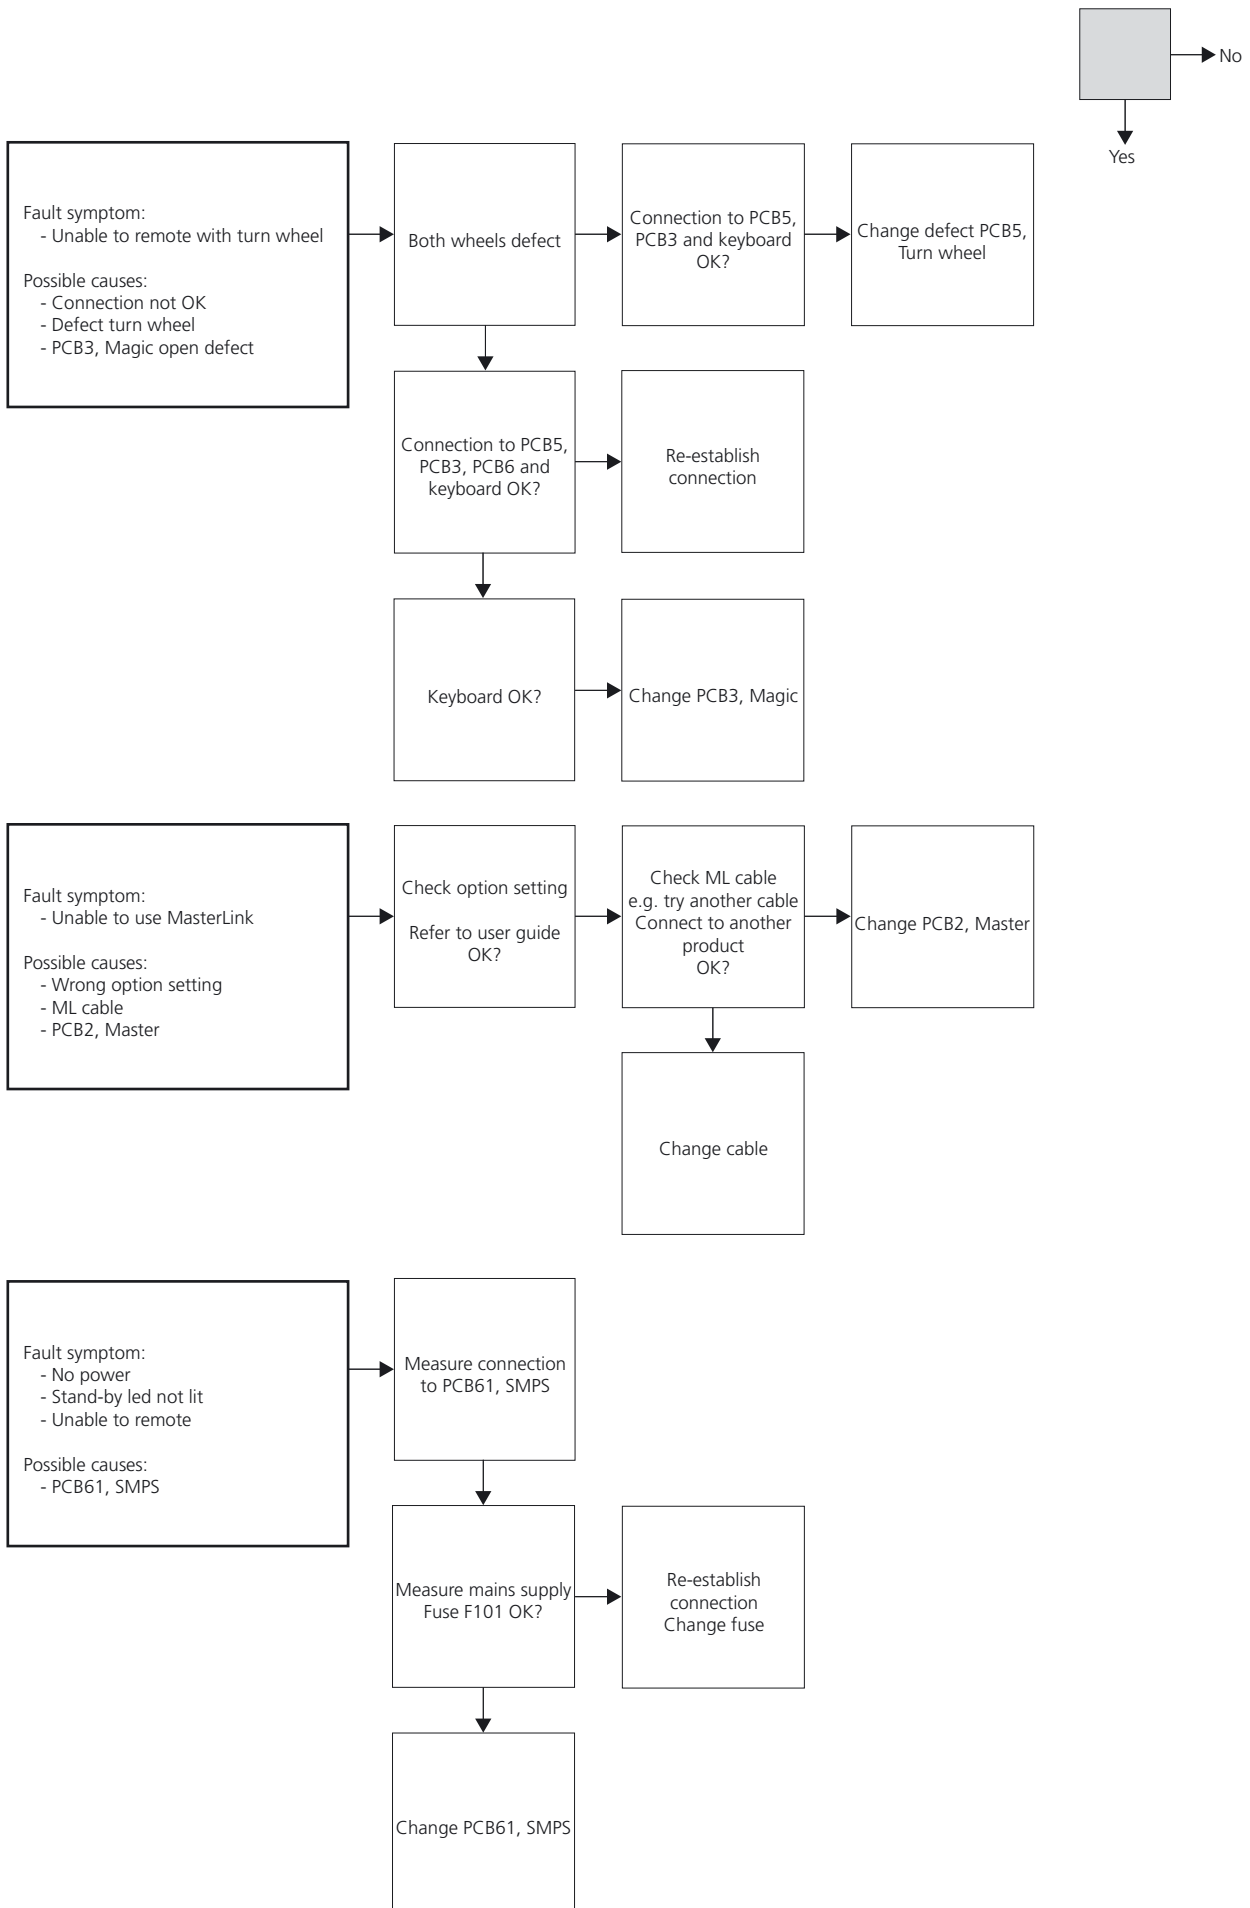 No
Yes
Fault symptom:
- Unable to remote with turn wheel
Possible causes:
- Connection not OK
- Defect turn wheel
- PCB3, Magic open defect
Both wheels defect
Connection to PCB5,
PCB3 and keyboard
OK?
Change defect PCB5,
Turn wheel
Connection to PCB5,
PCB3, PCB6 and
keyboard OK?
Re-establish
connection
Keyboard OK?
Change PCB3, Magic
Fault symptom:
- Unable to use MasterLink
Possible causes:
- Wrong option setting
- ML cable
- PCB2, Master
Check option setting
Refer to user guide
OK?
Check ML cable
e.g. try another cable
Connect to another
product
OK?
Change PCB2, Master
Change cable
Fault symptom:
- No power
- Stand-by led not lit
- Unable to remote
Possible causes:
- PCB61, SMPS
Measure connection
to PCB61, SMPS
Measure mains supply
Fuse F101 OK?
Re-establish
connection
Change fuse
Change PCB61, SMPS